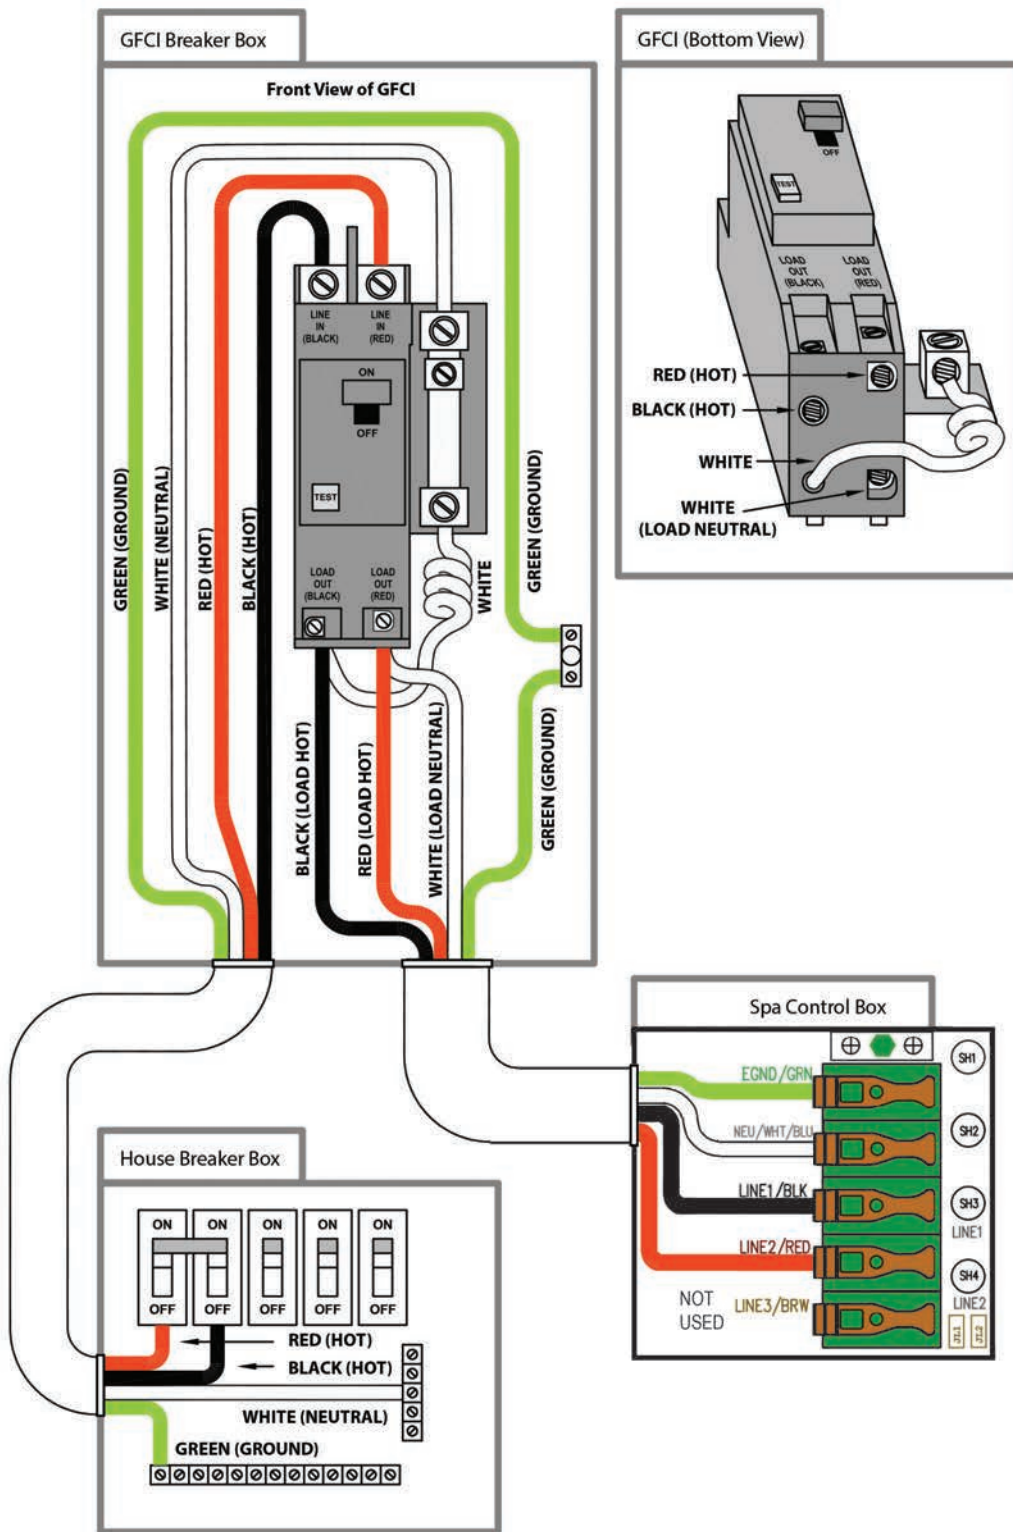 GFCI Breaker Box
Front View of GFCI
GREEN (GROUND)
WHITE (NEUTRAL)
RED (HOT)
BLACK (HOT)
LINE
IN
(BLACK)
LINE
IN
(RED)
ON
OFF
TEST
LOAD
OUT
(BLACK)
LOAD
OUT
(RED)
WHITE
GREEN (GROUND)
BLACK (LOAD HOT)
RED (LOAD HOT)
WHITE (LOAD NEUTRAL)
GREEN (GROUND)
GFCI (Bottom View)
OFF
TEST
LOAD
OUT
(BLACK)
LOAD
OUT
(RED)
RED (HOT)
BLACK (HOT)
WHITE
WHITE
(LOAD NEUTRAL)
Spa Control Box
EGND/GRN
NEU/WHT/BLU
LINE1/BLK
LINE2/RED
NOT
USED
LINE3/BRW
SH1
SH2
SH3
LINE1
SH4
LINE2
JL1
JL2
House Breaker Box
ON
ON
ON
ON
ON
OFF
OFF
OFF
OFF
OFF
RED (HOT)
BLACK (HOT)
WHITE (NEUTRAL)
GREEN (GROUND)